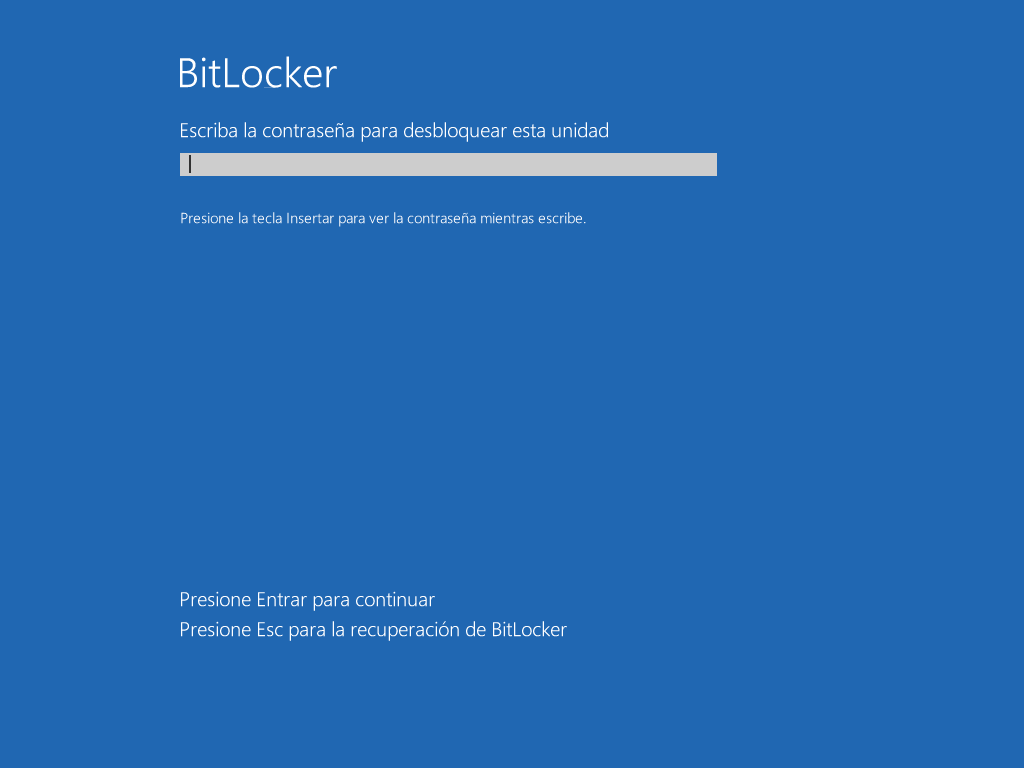 BitLocker
Escriba la contraseña para desbloquear esta unidad
Presione la tecla Insertar para ver la contraseña mientras escribe.
Presione Entrar para continuar
Presione Esc para la recuperación de BitLocker